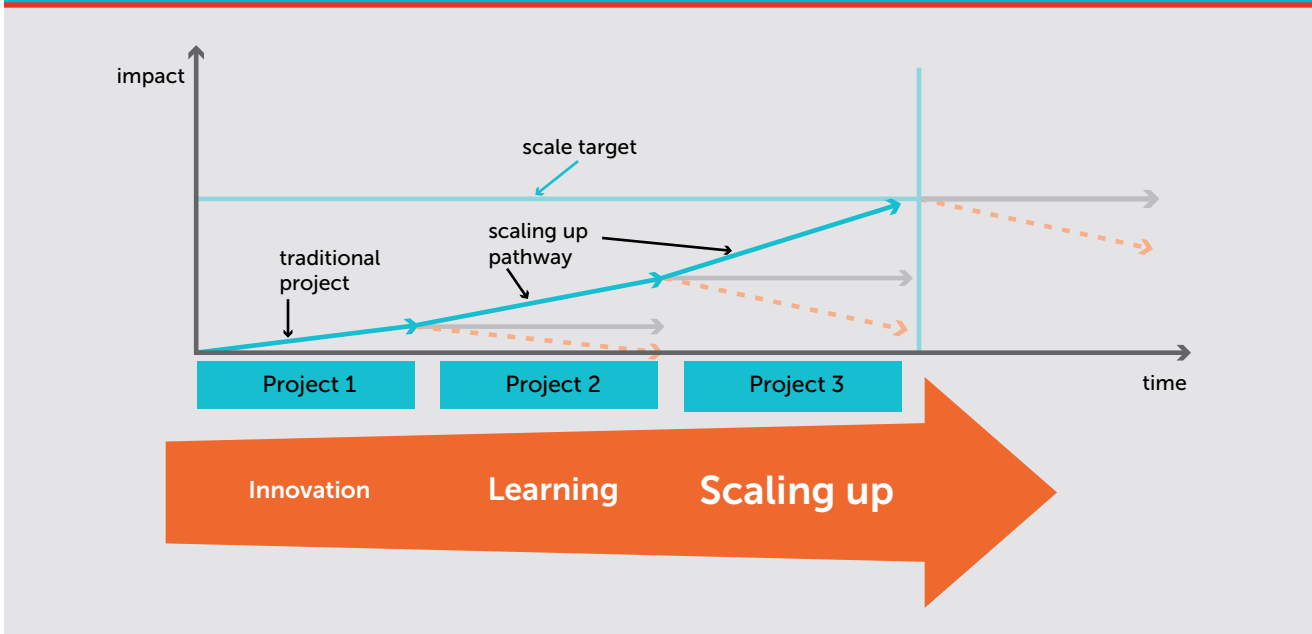 impact
scale target
scaling up
pathway
traditional
project
Project 1
Project 2
Project 3
time
Innovation
Learning
Scaling up